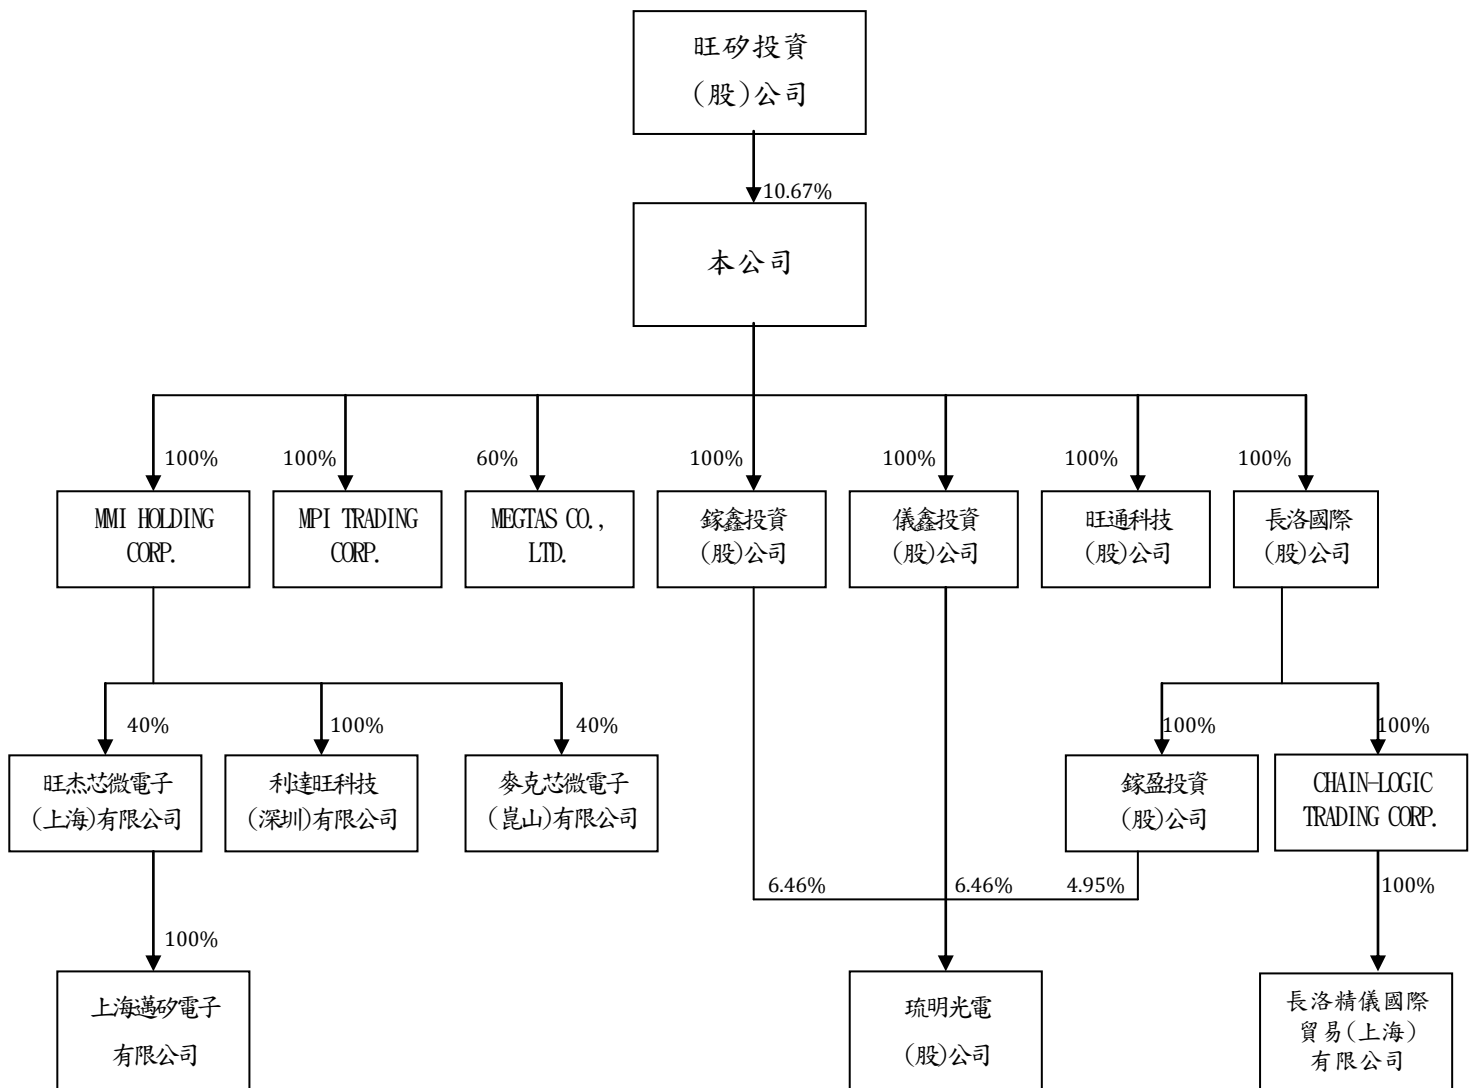 旺矽投資
(股)公司
10.67%
本公司
100%
100%
60%
100%
100%
100%
100%
MMI HOLDING
CORP.
MPI TRADING
CORP.
MEGTAS CO.,
LTD.
鎵鑫投資
(股)公司
儀鑫投資
(股)公司
旺通科技
(股)公司
長洛國際
(股)公司
40%
100%
40%
100%
100%
旺杰芯微電子
(上海)有限公司
利達旺科技
(深圳)有限公司
麥克芯微電子
(崑山)有限公司
鎵盈投資
(股)公司
CHAIN-LOGIC
TRADING CORP.
6.46%
6.46%
4.95%
100%
100%
上海邁矽電子
有限公司
琉明光電
(股)公司
長洛精儀國際
貿易(上海)
有限公司